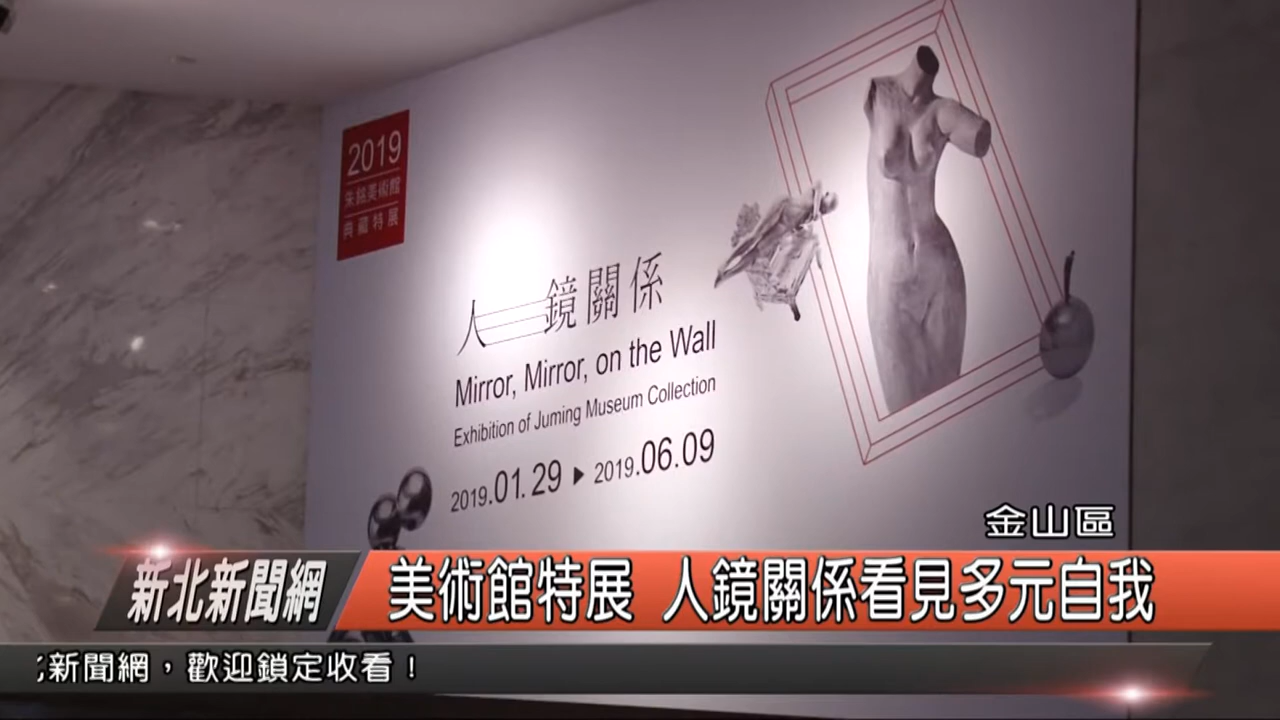 2019
朱銘美術館
典藏特展
人 鏡關係
Mirror, Mirror, on the Wall
Exhibition of Juming Museum Collection
2019.01.29 ▶ 2019.06.09
金山區
新北新聞網
美術館特展 人鏡關係看見多元自我
新聞網，歡迎鎖定收看！